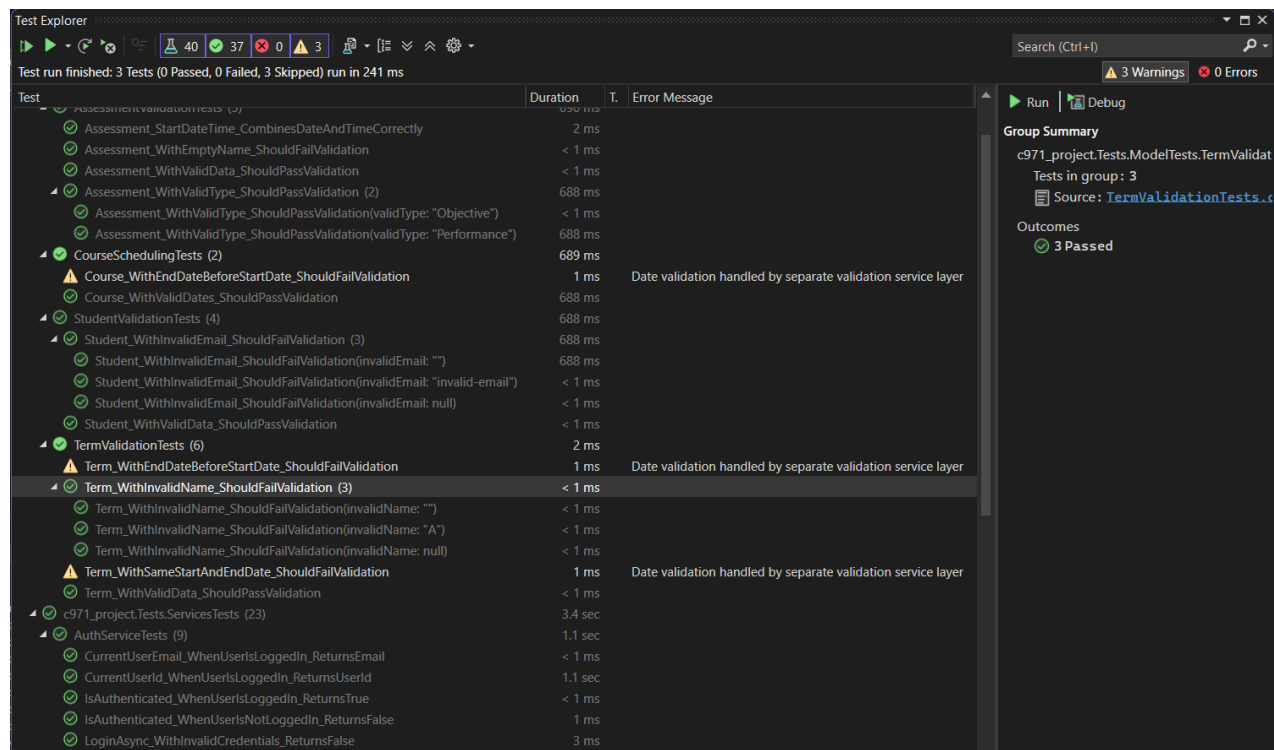 Test Explorer
40 37 0 3
Search (Ctrl+I)
Test run finished: 3 Tests (0 Passed, 0 Failed, 3 Skipped) run in 241 ms
3 Warnings 0 Errors
Test Duration T. Error Message
AssessmentValidationTests (5) 690 ms
Assessment_StartDateTime_CombinesDateAndTimeCorrectly 2 ms
Assessment_WithEmptyName_ShouldFailValidation < 1 ms
Assessment_WithValidData_ShouldPassValidation < 1 ms
Assessment_WithValidType_ShouldPassValidation (2) 688 ms
Assessment_WithValidType_ShouldPassValidation(validType: "Objective") < 1 ms
Assessment_WithValidType_ShouldPassValidation(validType: "Performance") 688 ms
CourseSchedulingTests (2) 689 ms
Course_WithEndDateBeforeStartDate_ShouldFailValidation 1 ms Date validation handled by separate validation service layer
Course_WithValidDates_ShouldPassValidation 688 ms
StudentValidationTests (4) 688 ms
Student_WithInvalidEmail_ShouldFailValidation (3) 688 ms
Student_WithInvalidEmail_ShouldFailValidation(invalidEmail: "") 688 ms
Student_WithInvalidEmail_ShouldFailValidation(invalidEmail: "invalid-email") < 1 ms
Student_WithInvalidEmail_ShouldFailValidation(invalidEmail: null) < 1 ms
Student_WithValidData_ShouldPassValidation < 1 ms
TermValidationTests (6) 2 ms
Term_WithEndDateBeforeStartDate_ShouldFailValidation 1 ms Date validation handled by separate validation service layer
Term_WithInvalidName_ShouldFailValidation (3) < 1 ms
Term_WithInvalidName_ShouldFailValidation(invalidName: "") < 1 ms
Term_WithInvalidName_ShouldFailValidation(invalidName: "A") < 1 ms
Term_WithInvalidName_ShouldFailValidation(invalidName: null) < 1 ms
Term_WithSameStartAndEndDate_ShouldFailValidation 1 ms Date validation handled by separate validation service layer
Term_WithValidData_ShouldPassValidation < 1 ms
c971_project.Tests.ServicesTests (23) 3.4 sec
AuthServiceTests (9) 1.1 sec
CurrentUserEmail_WhenUserIsLoggedIn_ReturnsEmail < 1 ms
CurrentUserId_WhenUserIsLoggedIn_ReturnsUserId 1.1 sec
IsAuthenticated_WhenUserIsLoggedIn_ReturnsTrue < 1 ms
IsAuthenticated_WhenUserIsNotLoggedIn_ReturnsFalse 1 ms
LoginAsync_WithInvalidCredentials_ReturnsFalse 3 ms
Run Debug
Group Summary
c971_project.Tests.ModelTests.TermValidat
Tests in group: 3
Source: TermValidationTests.c
Outcomes
3 Passed